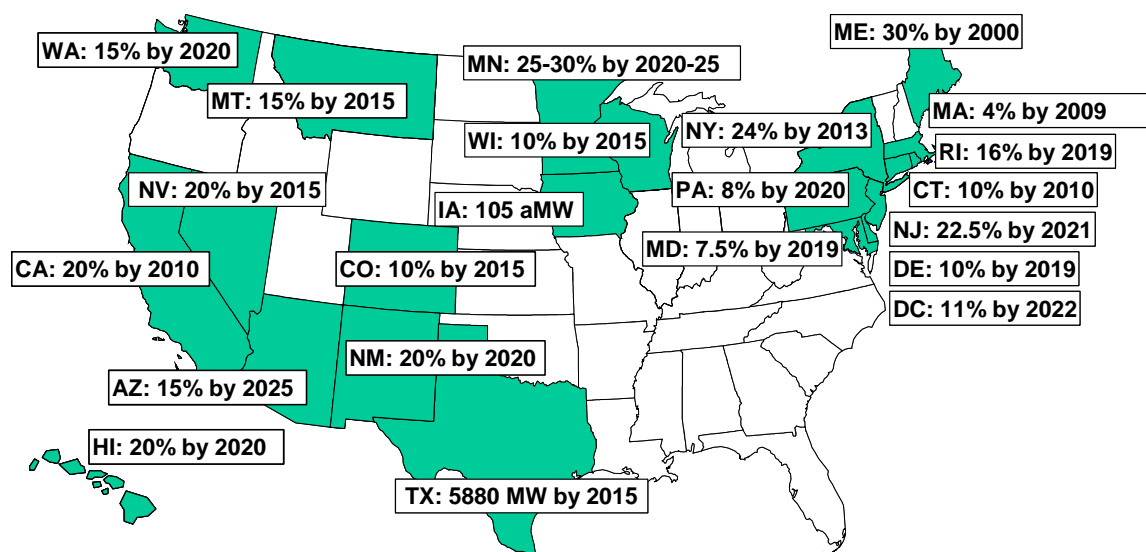 ME: 30% by 2000
WA: 15% by 2020
MN: 25-30% by 2020-25
MT: 15% by 2015
MA: 4% by 2009
WI: 10% by 2015
NY: 24% by 2013
RI: 16% by 2019
NV: 20% by 2015
PA: 8% by 2020
CT: 10% by 2010
IA: 105 aMW
NJ: 22.5% by 2021
MD: 7.5% by 2019
CA: 20% by 2010
CO: 10% by 2015
DE: 10% by 2019
DC: 11% by 2022
NM: 20% by 2020
AZ: 15% by 2025
HI: 20% by 2020
TX: 5880 MW by 2015